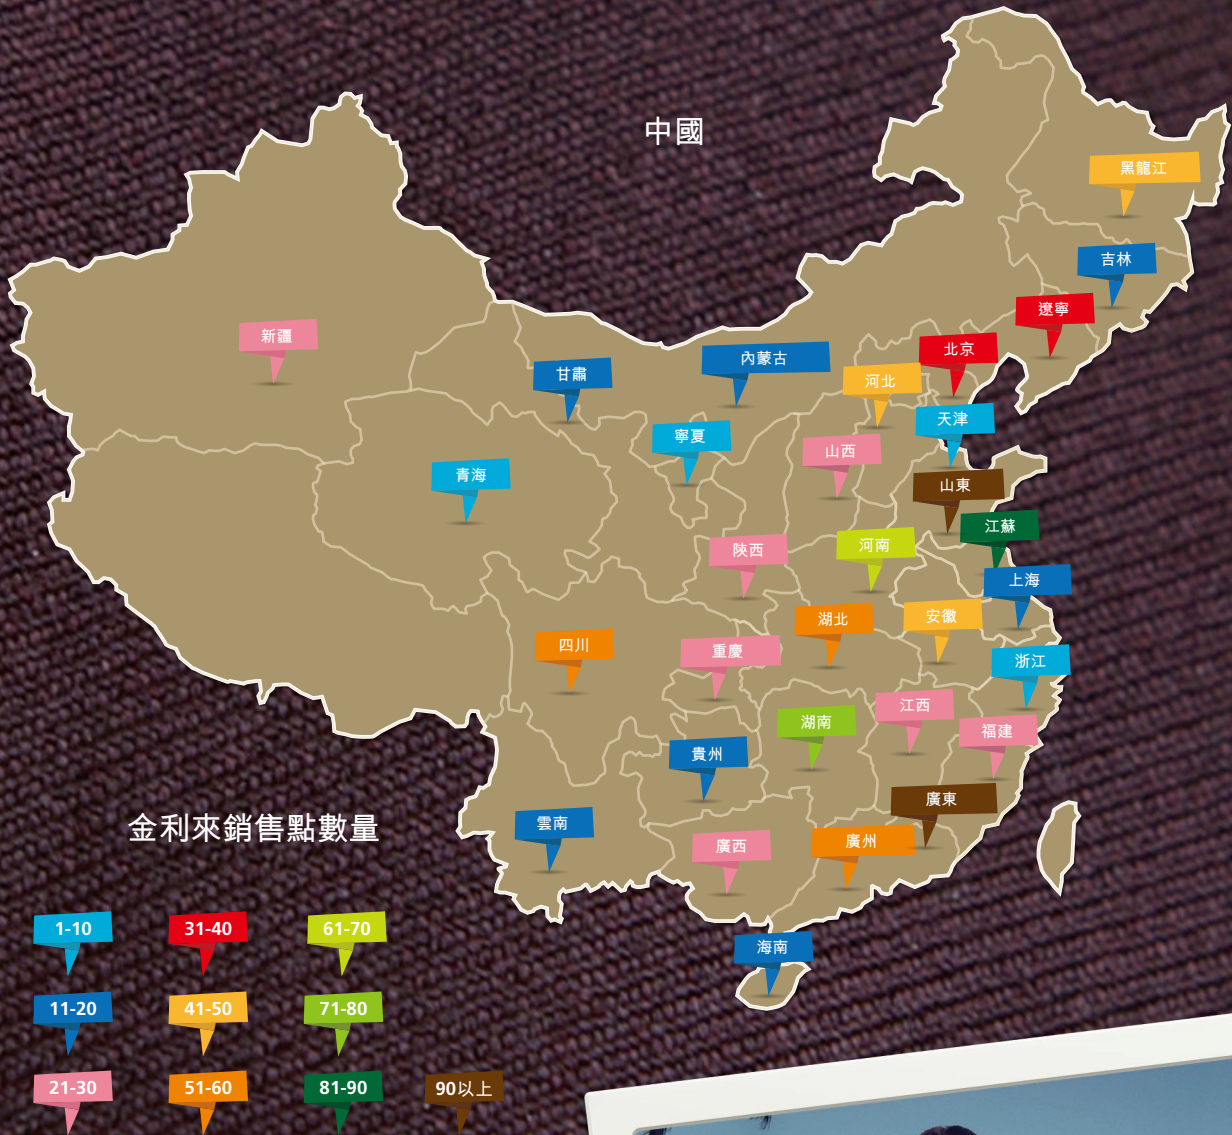 中國
黑龍江
吉林
遼寧
新疆
北京
內蒙古
甘肅
河北
天津
寧夏
山西
青海
山東
江蘇
陝西
河南
上海
湖北
安徽
四川
重慶
浙江
江西
湖南
福建
貴州
廣東
雲南
廣州
廣西
海南
金利來銷售點數量
1-10
31-40
61-70
11-20
41-50
71-80
21-30
51-60
81-90
90以上